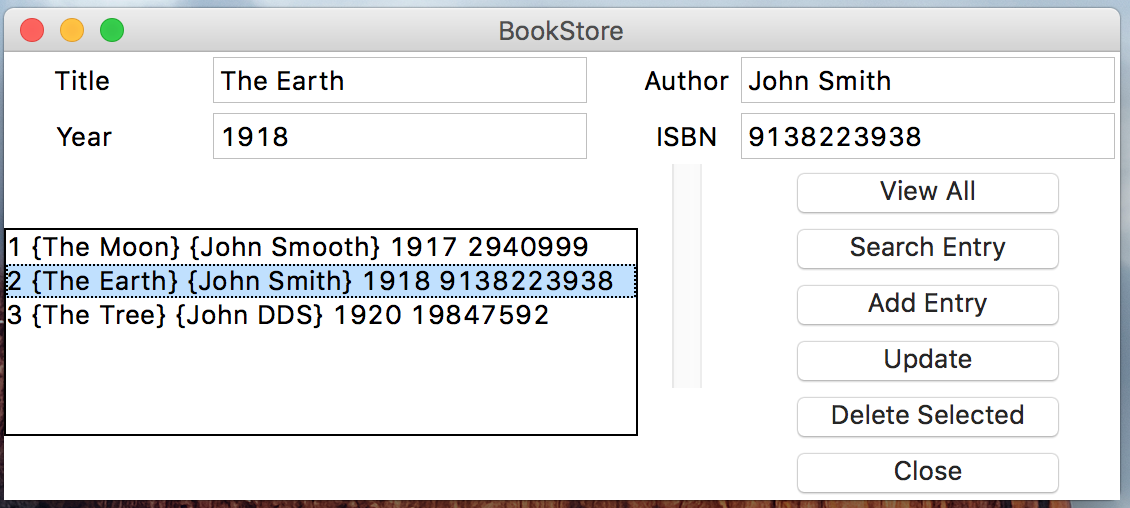 BookStore
Title The Earth Author John Smith
Year 1918 ISBN 9138223938
View All
1 {The Moon} {John Smooth} 1917 2940999
Search Entry
2 {The Earth} {John Smith} 1918 9138223938
Add Entry
3 {The Tree} {John DDS} 1920 19847592
Update
Delete Selected
Close